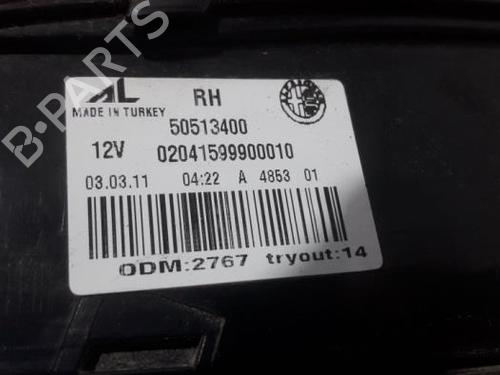 AL RH
MADE IN TURKEY
50513400
12V 02041599900010
03.03.11 04:22 A 4853 01
ODM:2767 tryout:14
B-PARTS